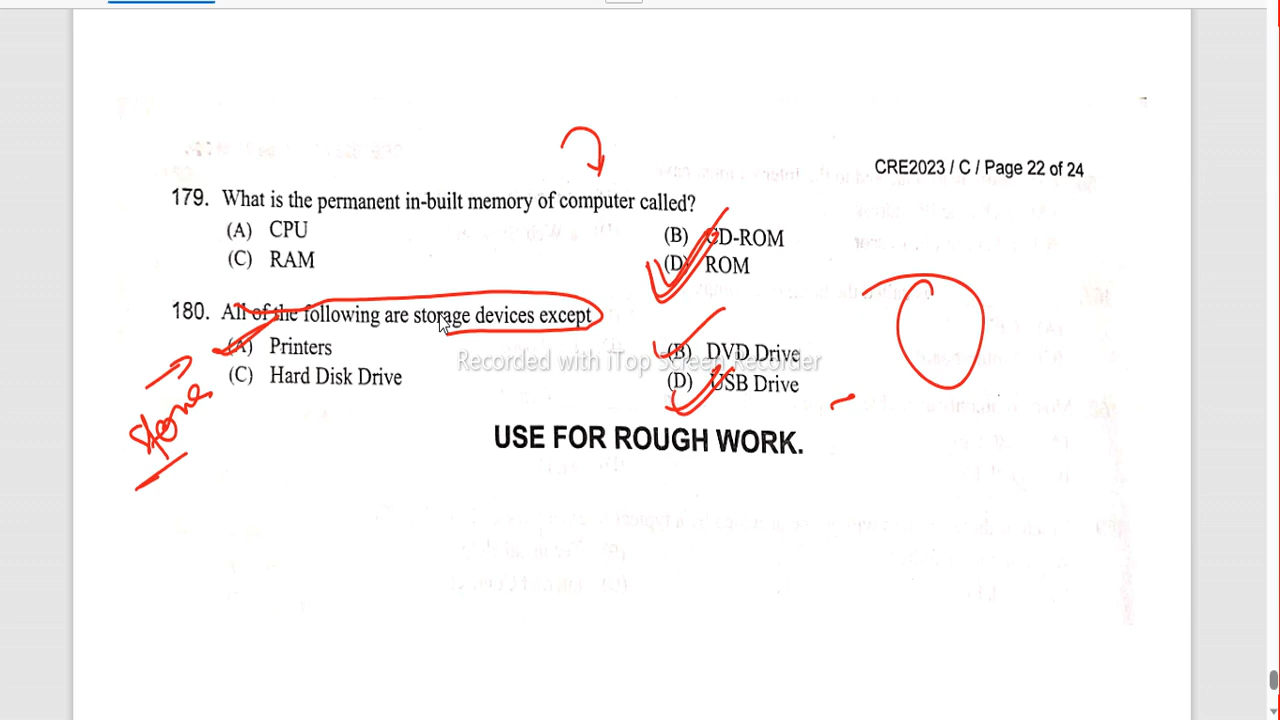 CRE2023 / C / Page 22 of 24
179. What is the permanent in-built memory of computer called?
(A) CPU (B) CD-ROM
(C) RAM (D) ROM
180. All of the following are storage devices except
(A) Printers (B) DVD Drive
Recorded with iTop Screen Recorder
(C) Hard Disk Drive (D) USB Drive
USE FOR ROUGH WORK.